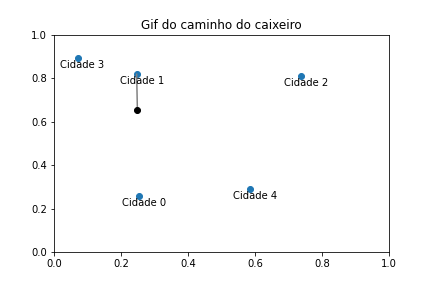 Gif do caminho do caixeiro
1.0
Cidade 3
0.8
Cidade 1
Cidade 2
0.6
0.4
Cidade 4
0.2
Cidade 0
0.0
0.0 0.2 0.4 0.6 0.8 1.0